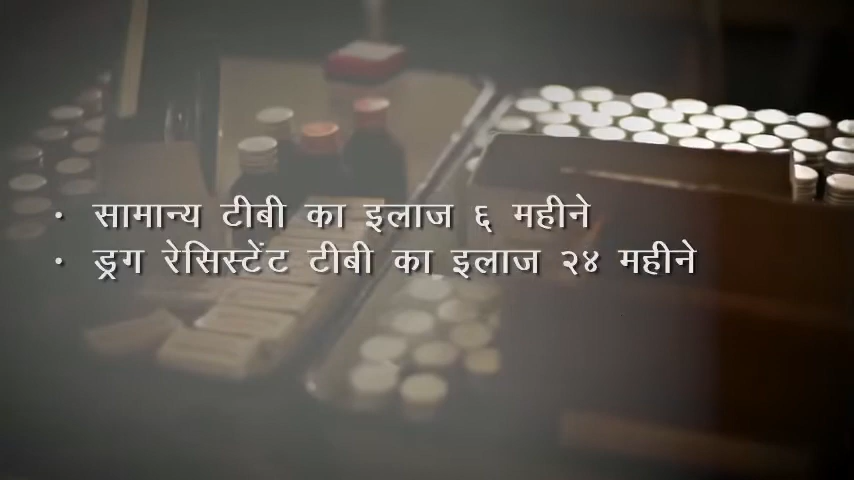 • सामान्य टीबी का इलाज ६ महीने
• ड्रग रेसिस्टेंट टीबी का इलाज २४ महीने